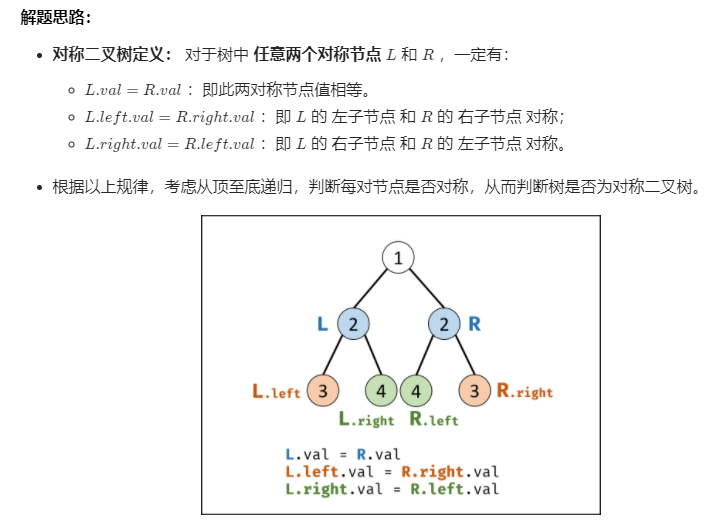 解题思路：
• 对称二叉树定义： 对于树中 任意两个对称节点 L 和 R ，一定有：
◦ L.val = R.val ：即此两对称节点值相等。
◦ L.left.val = R.right.val ：即 L 的 左子节点 和 R 的 右子节点 对称；
◦ L.right.val = R.left.val ：即 L 的 右子节点 和 R 的 左子节点 对称。
• 根据以上规律，考虑从顶至底递归，判断每对节点是否对称，从而判断树是否为对称二叉树。
1
L 2 2 R
L.left 3 4 4 3 R.right
L.right R.left
L.val = R.val
L.left.val = R.right.val
L.right.val = R.left.val